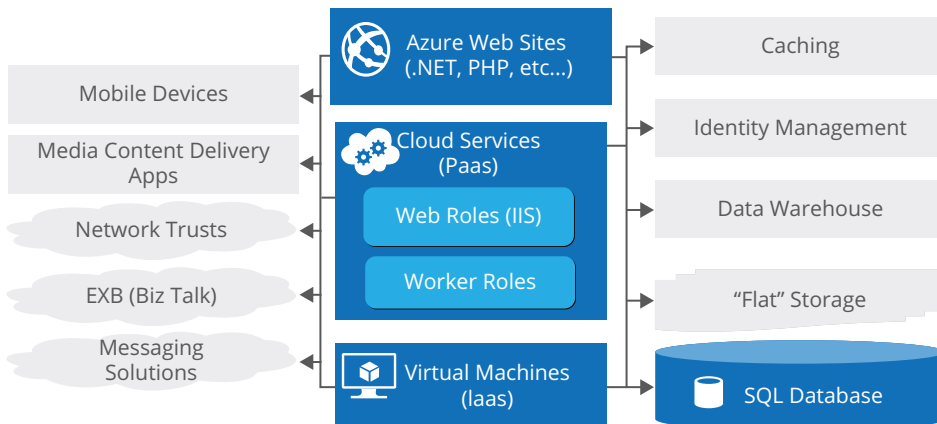 Azure Web Sites
(.NET, PHP, etc...)
Mobile Devices
Media Content Delivery
Apps
Network Trusts
EXB (Biz Talk)
Messaging
Solutions
Cloud Services
(Paas)
Web Roles (IIS)
Worker Roles
Virtual Machines
(Iaas)
Caching
Identity Management
Data Warehouse
“Flat” Storage
SQL Database